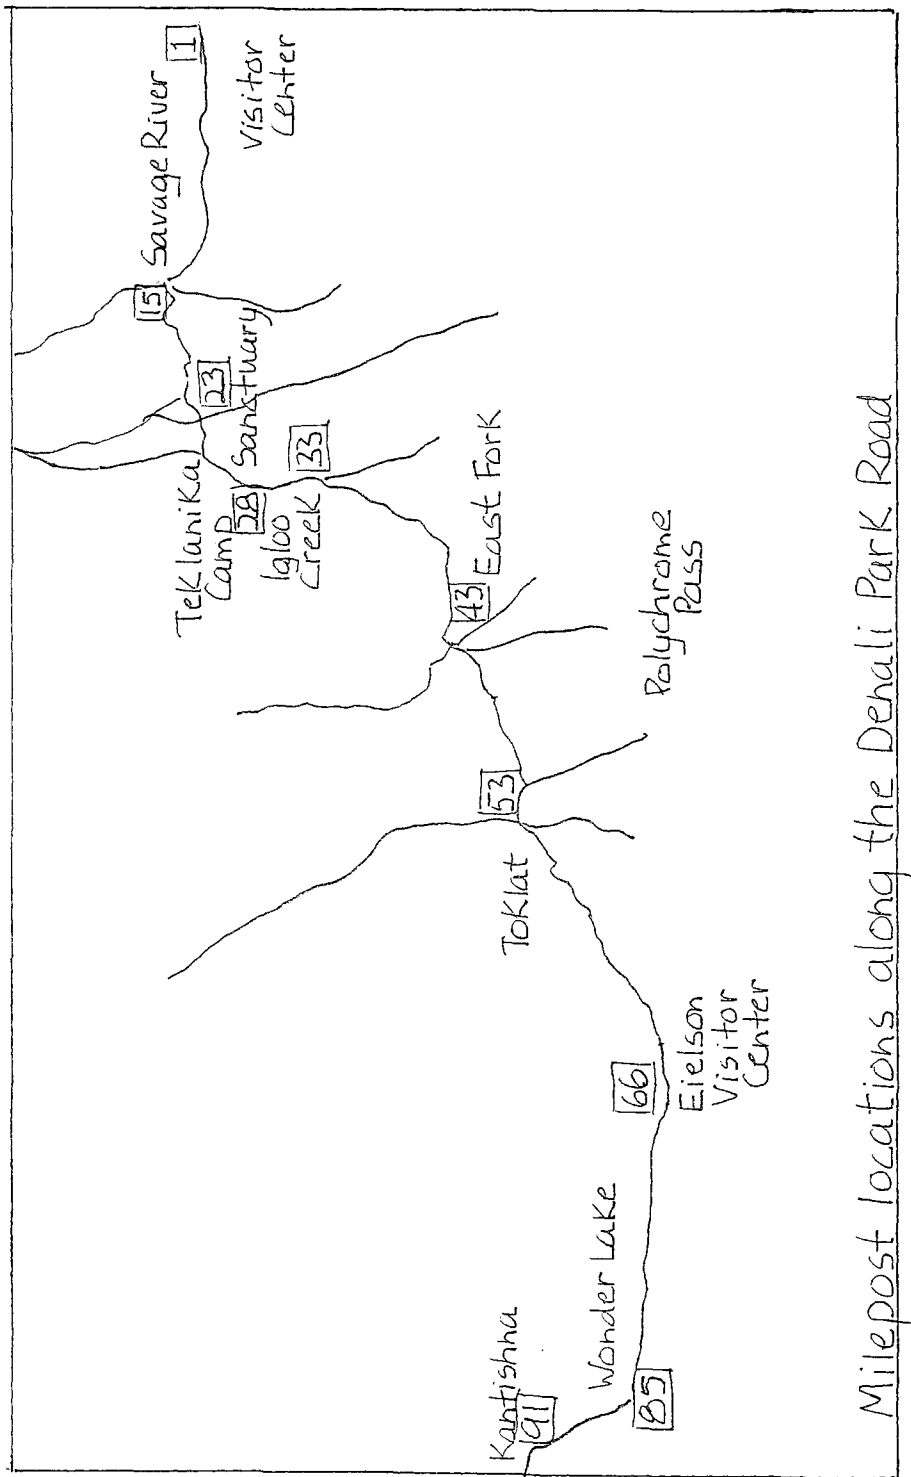 Kantishna
91
Wonder Lake
85
66
Eielson
Visitor
Center
Toklat
53
Polychrome
Pass
43
East Fork
Teklanika
Camp
28
Igloo
Creek
33
Sanctuary
23
15
Savage River
1
Visitor
Center
Milepost locations along the Denali Park Road